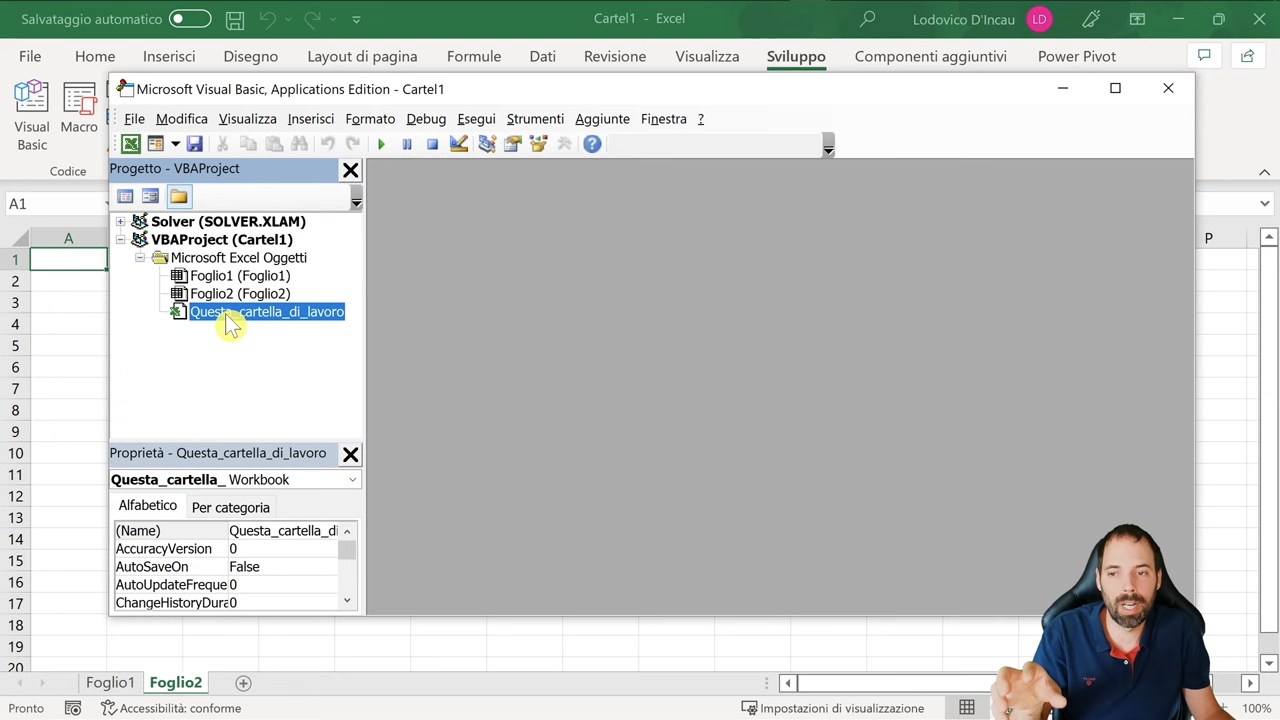 Salvataggio automatico
Cartel1 - Excel
Lodovico D'Incau
LD
File Home Inserisci Disegno Layout di pagina Formule Dati Revisione Visualizza Sviluppo Componenti aggiuntivi Power Pivot
Visual Basic
Macro
Codice
A1
Microsoft Visual Basic, Applications Edition - Cartel1
File Modifica Visualizza Inserisci Formato Debug Esegui Strumenti Aggiunte Finestra ?
Progetto - VBAProject
Solver (SOLVER.XLAM)
VBAProject (Cartel1)
Microsoft Excel Oggetti
Foglio1 (Foglio1)
Foglio2 (Foglio2)
Questa_cartella_di_lavoro
Proprietà - Questa_cartella_di_lavoro
Questa_cartella_ Workbook
Alfabetico Per categoria
(Name) Questa_cartella_di
AccuracyVersion 0
AutoSaveOn False
AutoUpdateFreque 0
ChangeHistoryDura 0
A
P
1
2
3
4
5
6
7
8
9
10
11
12
13
14
15
16
17
18
19
20
Foglio1 Foglio2
Pronto Accessibilità: conforme Impostazioni di visualizzazione 100%